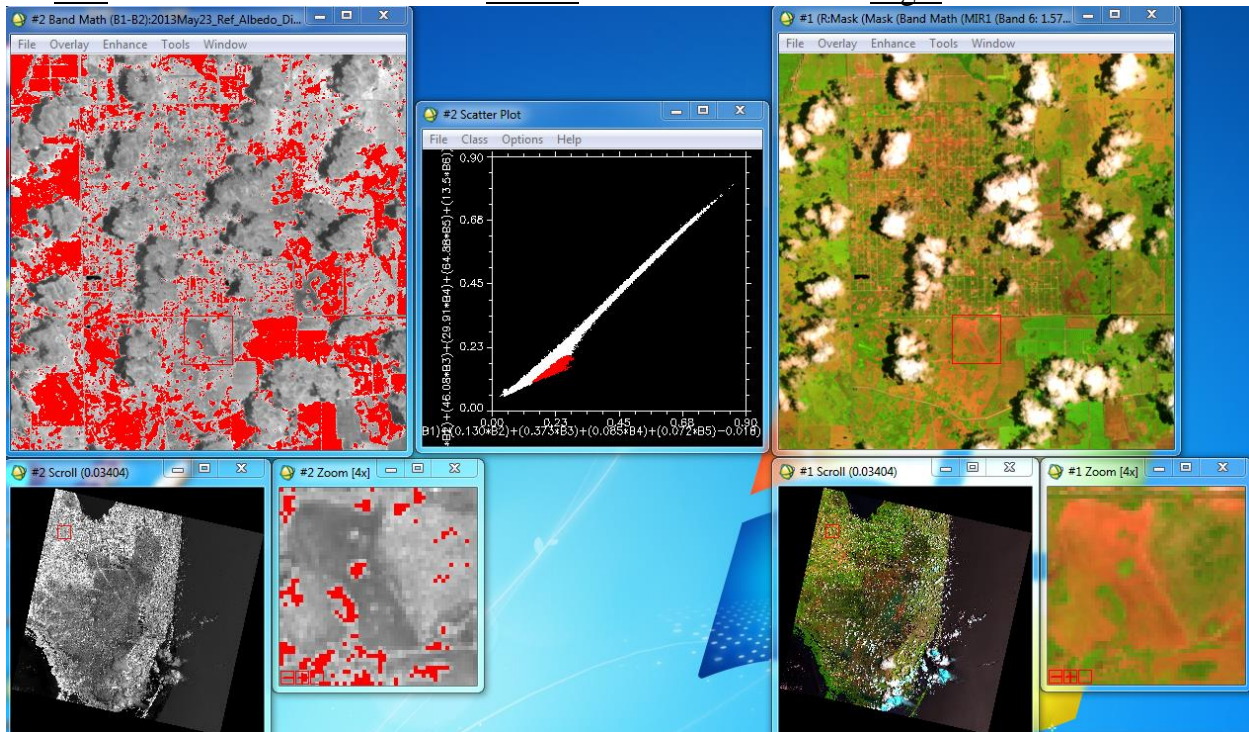 #2 Band Math (B1-B2):2013May23_Ref_Albedo_Di...
File Overlay Enhance Tools Window
#2 Scatter Plot
File Class Options Help
0.90
0.68
0.45
0.23
0.00
0.00 0.23 0.45 0.68 0.90
*B2)+(46.08*B3)+(29.91*B4)+(64.88*B5)+(13.5*B6))
B1)+(0.130*B2)+(0.373*B3)+(0.085*B4)+(0.072*B5)-0.018)
#1 (R:Mask (Mask (Band Math (MIR1 (Band 6: 1.57...
File Overlay Enhance Tools Window
#2 Scroll (0.03404)
#2 Zoom [4x]
#1 Scroll (0.03404)
#1 Zoom [4x]